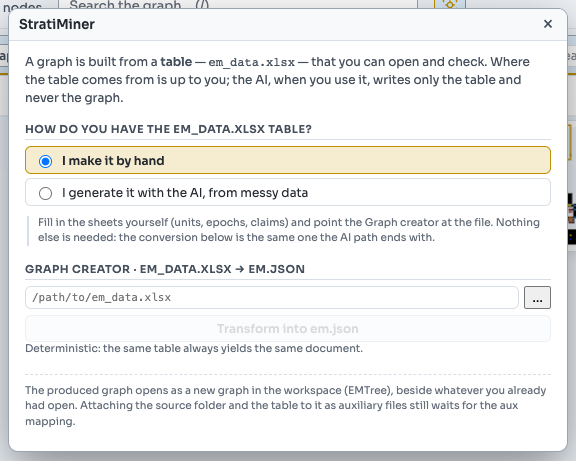 nodes
Search the graph... (/)
StratiMiner
×
A graph is built from a table — em_data.xlsx — that you can open and check. Where
the table comes from is up to you; the AI, when you use it, writes only the table and
never the graph.
HOW DO YOU HAVE THE EM_DATA.XLSX TABLE?
I make it by hand
I generate it with the AI, from messy data
Fill in the sheets yourself (units, epochs, claims) and point the Graph creator at the file. Nothing
else is needed: the conversion below is the same one the AI path ends with.
GRAPH CREATOR · EM_DATA.XLSX → EM.JSON
/path/to/em_data.xlsx
...
Transform into em.json
Deterministic: the same table always yields the same document.
The produced graph opens as a new graph in the workspace (EMTree), beside whatever you already
had open. Attaching the source folder and the table to it as auxiliary files still waits for the aux
mapping.